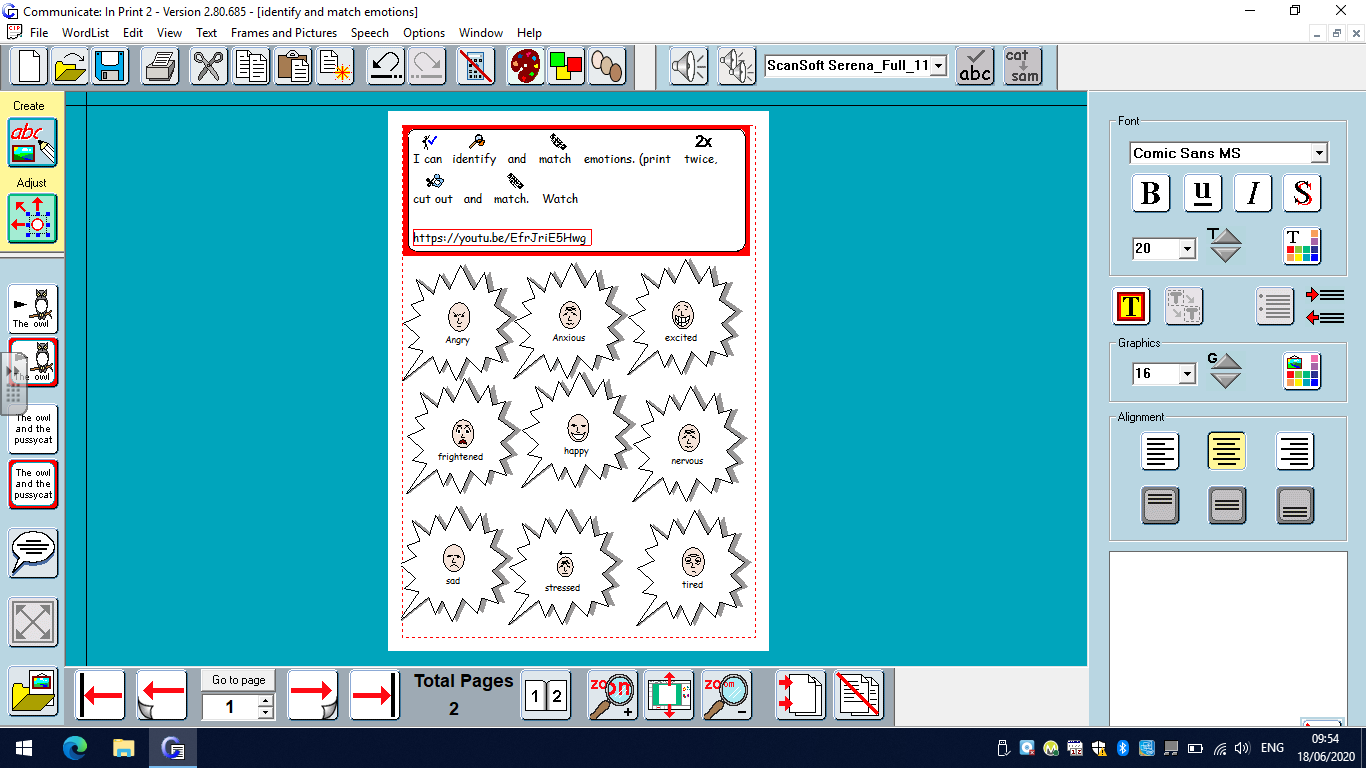 Communicate: In Print 2 - Version 2.80.685 - [identify and match emotions]
File WordList Edit View Text Frames and Pictures Speech Options Window Help
ScanSoft Serena_Full_11
abc
cat
sam
Create
abc
Adjust
The owl
The owl
The owl
and the
pussycat
The owl
and the
pussycat
2x
I can identify and match emotions. (print twice,
cut out and match. Watch
https://youtu.be/EfrJriE5Hwg
Angry
Anxious
excited
frightened
happy
nervous
sad
stressed
tired
Font
Comic Sans MS
B u I S
20
T
T
T
Graphics
16
G
Alignment
Go to page
1
Total Pages
2
1 2
zoom +
zoom -
ENG
09:54
18/06/2020